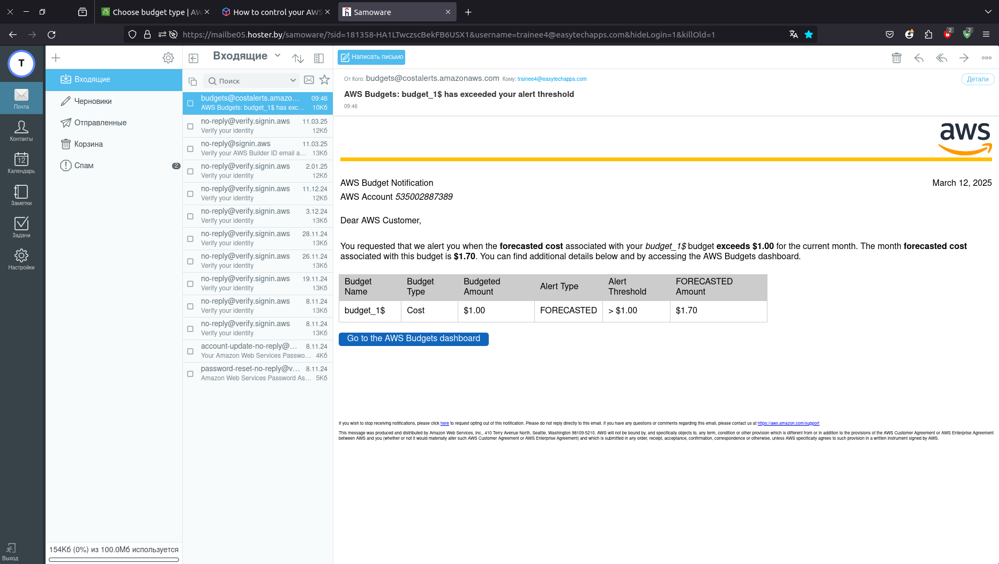 Choose budget type | AW
How to control your AWS
Samoware
https://mailbe05.hoster.by/samoware/?sid=181358-HA1LTwczscBekFB6USX1&username=trainee4@easytechapps.com&hideLogin=1&killOld=1
2
2
T
Почта
Контакты
12
Календарь
Заметки
Задачи
Настройки
Выход
Входящие
Черновики
Отправленные
Корзина
Спам
2
154Кб (0%) из 100.0Мб используется
Входящие
Поиск
budgets@costalerts.amazo... 09:46
AWS Budgets: budget_1$ has exc... 10Кб
no-reply@verify.signin.aws 11.03.25
Verify your identity 12Кб
no-reply@signin.aws 11.03.25
Verify your AWS Builder ID email a... 13Кб
no-reply@verify.signin.aws 2.01.25
Verify your identity 12Кб
no-reply@verify.signin.aws 11.12.24
Verify your identity 12Кб
no-reply@verify.signin.aws 3.12.24
Verify your identity 13Кб
no-reply@verify.signin.aws 28.11.24
Verify your identity 13Кб
no-reply@verify.signin.aws 26.11.24
Verify your identity 13Кб
no-reply@verify.signin.aws 19.11.24
Verify your identity 13Кб
no-reply@verify.signin.aws 8.11.24
Verify your identity 13Кб
no-reply@verify.signin.aws 8.11.24
Verify your identity 13Кб
account-update-no-reply@... 8.11.24
Your Amazon Web Services Passwo... 4Кб
password-reset-no-reply@v... 8.11.24
Amazon Web Services Password As... 5Кб
Написать письмо
От Кого: budgets@costalerts.amazonaws.com Кому: trainee4@easytechapps.com
Детали
AWS Budgets: budget_1$ has exceeded your alert threshold
09:46
aws
AWS Budget Notification March 12, 2025
AWS Account 535002887389
Dear AWS Customer,
You requested that we alert you when the forecasted cost associated with your budget_1$ budget exceeds $1.00 for the current month. The month forecasted cost
associated with this budget is $1.70. You can find additional details below and by accessing the AWS Budgets dashboard.
Budget Name Budget Type Budgeted Amount Alert Type Alert Threshold FORECASTED Amount
budget_1$ Cost $1.00 FORECASTED > $1.00 $1.70
Go to the AWS Budgets dashboard
If you wish to stop receiving notifications, please click here to request opting out of this notification. Please do not reply directly to this email. If you have any questions or comments regarding this email, please contact us at https://aws.amazon.com/support
This message was produced and distributed by Amazon Web Services, Inc., 410 Terry Avenue North, Seattle, Washington 98109-5210. AWS will not be bound by, and specifically objects to, any term, condition or other provision which is different from or in addition to the provisions of the AWS Customer Agreement or AWS Enterprise Agreement
between AWS and you (whether or not it would materially alter such AWS Customer Agreement or AWS Enterprise Agreement) and which is submitted in any order, receipt, acceptance, confirmation, correspondence or otherwise, unless AWS specifically agrees to such provision in a written instrument signed by AWS.